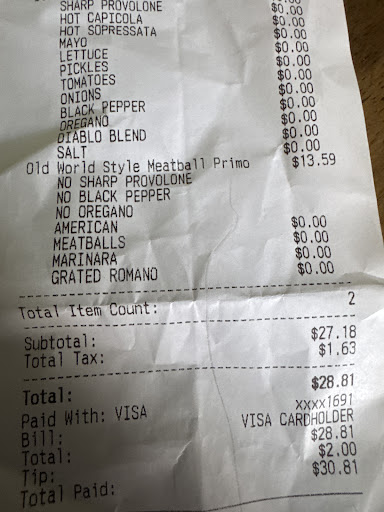 SHARP PROVOLONE $0.00
HOT CAPICOLA $0.00
HOT SOPRESSATA $0.00
MAYO $0.00
LETTUCE $0.00
PICKLES $0.00
TOMATOES $0.00
ONIONS $0.00
BLACK PEPPER $0.00
OREGANO $0.00
DIABLO BLEND $0.00
SALT $0.00
Old World Style Meatball Primo $13.59
NO SHARP PROVOLONE
NO BLACK PEPPER
NO OREGANO
AMERICAN $0.00
MEATBALLS $0.00
MARINARA $0.00
GRATED ROMANO $0.00
Total Item Count: 2
Subtotal: $27.18
Total Tax: $1.63
Total: $28.81
Paid With: VISA xxxx1691
Bill: VISA CARDHOLDER
Total: $28.81
Tip: $2.00
Total Paid: $30.81